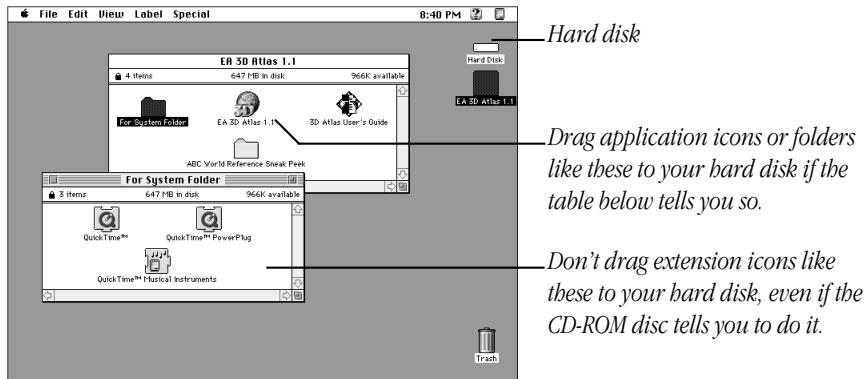 File Edit View Label Special 8:40 PM
Hard disk
Hard Disk
EA 3D Atlas 1.1
4 items 647 MB in disk 966K available
EA 3D Atlas 1.1
For System Folder EA 3D Atlas 1.1 3D Atlas User's Guide
ABC World Reference Sneak Peek
Drag application icons or folders
like these to your hard disk if the
table below tells you so.
For System Folder
3 items 647 MB in disk 966K available
QuickTime™ QuickTime™ PowerPlug
QuickTime™ Musical Instruments
Don't drag extension icons like
these to your hard disk, even if the
CD-ROM disc tells you to do it.
Trash